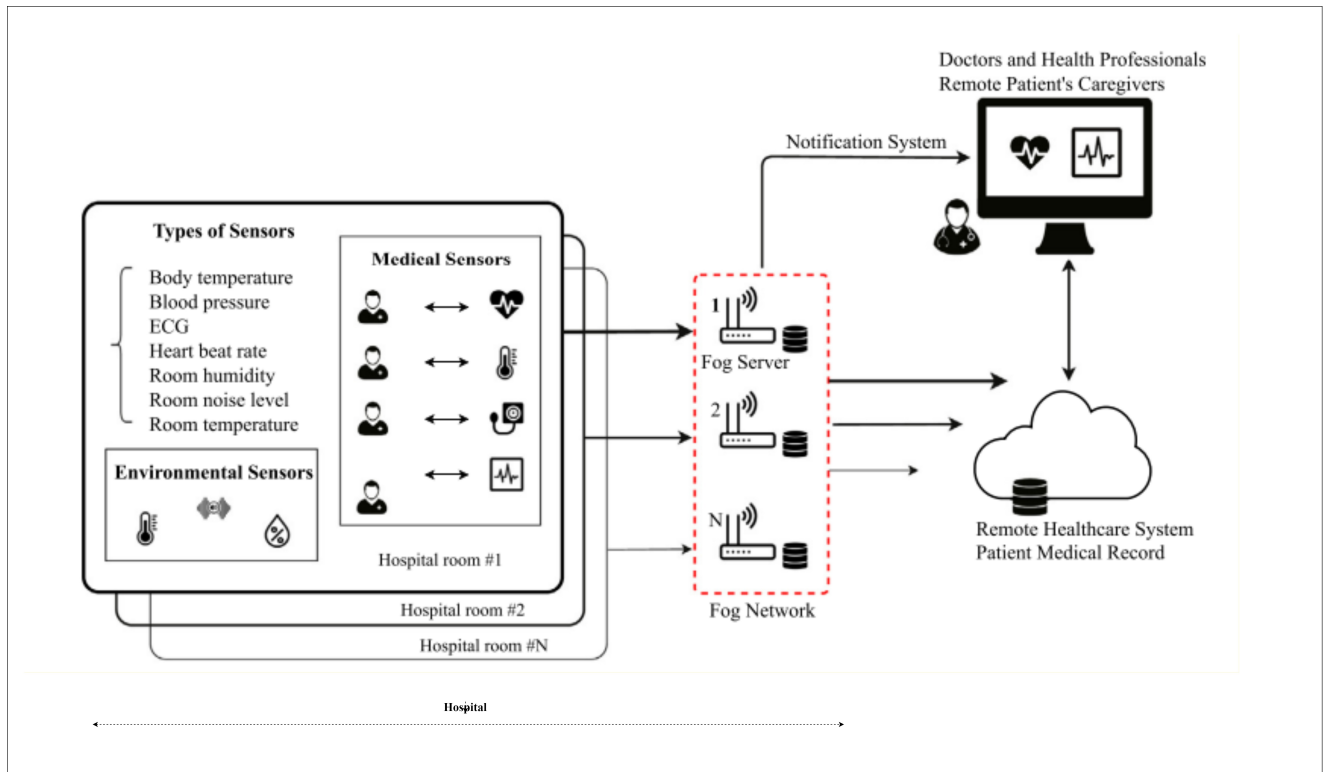 Doctors and Health Professionals
Remote Patient's Caregivers
Notification System
Types of Sensors
Body temperature
Blood pressure
ECG
Heart beat rate
Room humidity
Room noise level
Room temperature
Environmental Sensors
%
Medical Sensors
Hospital room #1
Hospital room #2
Hospital room #N
1
Fog Server
2
N
Fog Network
Remote Healthcare System
Patient Medical Record
Hospital